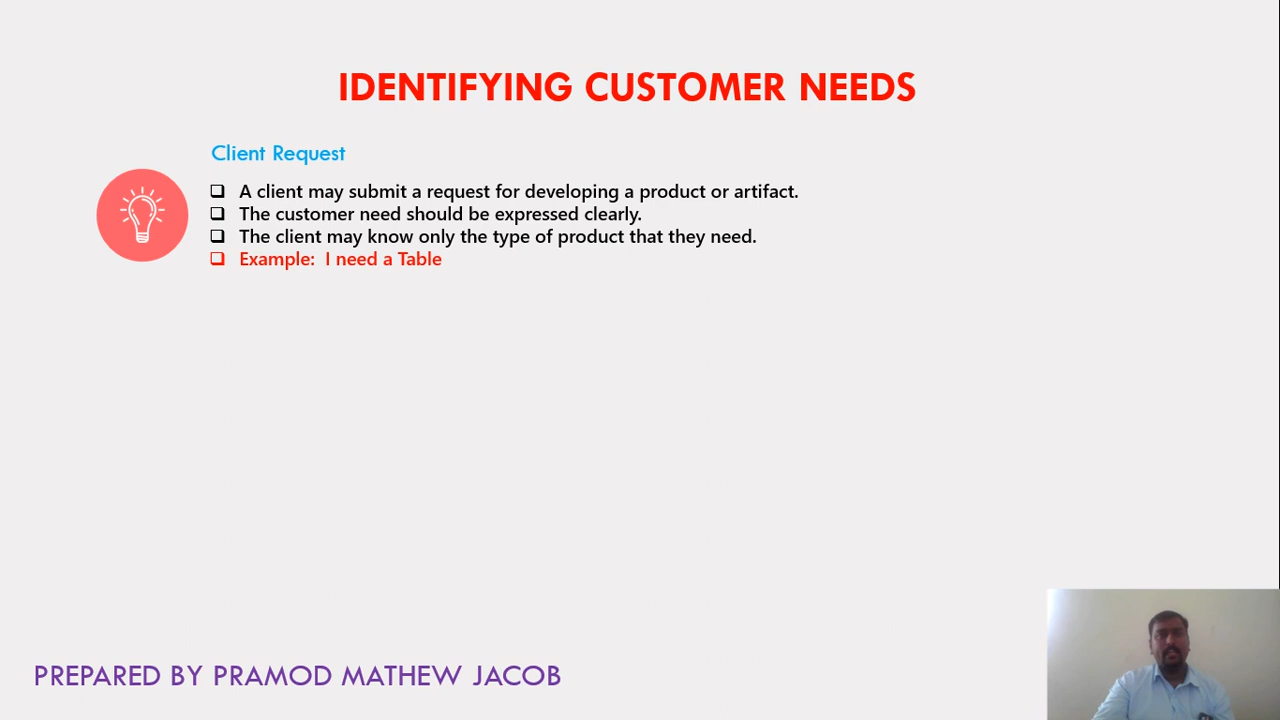 IDENTIFYING CUSTOMER NEEDS
Client Request
A client may submit a request for developing a product or artifact.
The customer need should be expressed clearly.
The client may know only the type of product that they need.
Example: I need a Table
PREPARED BY PRAMOD MATHEW JACOB